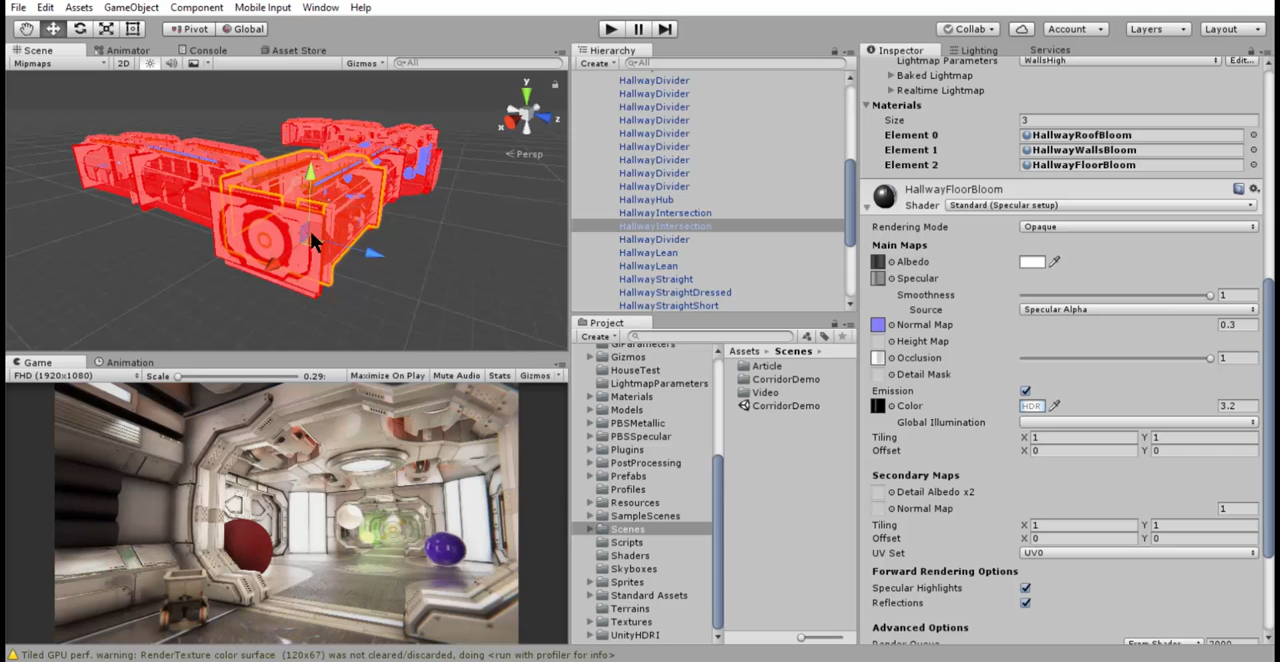 File Edit Assets GameObject Component Mobile Input Window Help
Pivot Global Collab Account Layers Layout
Scene Animator Console Asset Store
Mipmaps 2D Gizmos All
y
x
z
Persp
Game Animation
FHD (1920x1080) Scale 0.29: Maximize On Play Mute Audio Stats Gizmos
Hierarchy
Create All
HallwayDivider
HallwayDivider
HallwayDivider
HallwayDivider
HallwayDivider
HallwayDivider
HallwayDivider
HallwayDivider
HallwayDivider
HallwayHub
HallwayIntersection
HallwayIntersection
HallwayDivider
HallwayLean
HallwayLean
HallwayStraight
HallwayStraightDressed
HallwayStraightShort
Project
Create
GIParameters
Gizmos
HouseTest
LightmapParameters
Materials
Models
PBSMetallic
PBSSpecular
Plugins
PostProcessing
Prefabs
Profiles
Resources
SampleScenes
Scenes
Scripts
Shaders
Skyboxes
Sprites
Standard Assets
Terrains
Textures
UnityHDRI
Assets Scenes
Article
CorridorDemo
Video
CorridorDemo
Inspector Lighting Services
Lightmap Parameters WallsHigh Edit...
Baked Lightmap
Realtime Lightmap
Materials
Size 3
Element 0 HallwayRoofBloom
Element 1 HallwayWallsBloom
Element 2 HallwayFloorBloom
HallwayFloorBloom
Shader Standard (Specular setup)
Rendering Mode Opaque
Main Maps
Albedo
Specular
Smoothness 1
Source Specular Alpha
Normal Map 0.3
Height Map
Occlusion 1
Detail Mask
Emission
Color HDR 3.2
Global Illumination
Tiling X 1 Y 1
Offset X 0 Y 0
Secondary Maps
Detail Albedo x2
Normal Map 1
Tiling X 1 Y 1
Offset X 0 Y 0
UV Set UV0
Forward Rendering Options
Specular Highlights
Reflections
Advanced Options
Render Queue From Shader 2000
Tiled GPU perf. warning: RenderTexture color surface (120x67) was not cleared/discarded, doing <run with profiler for info>